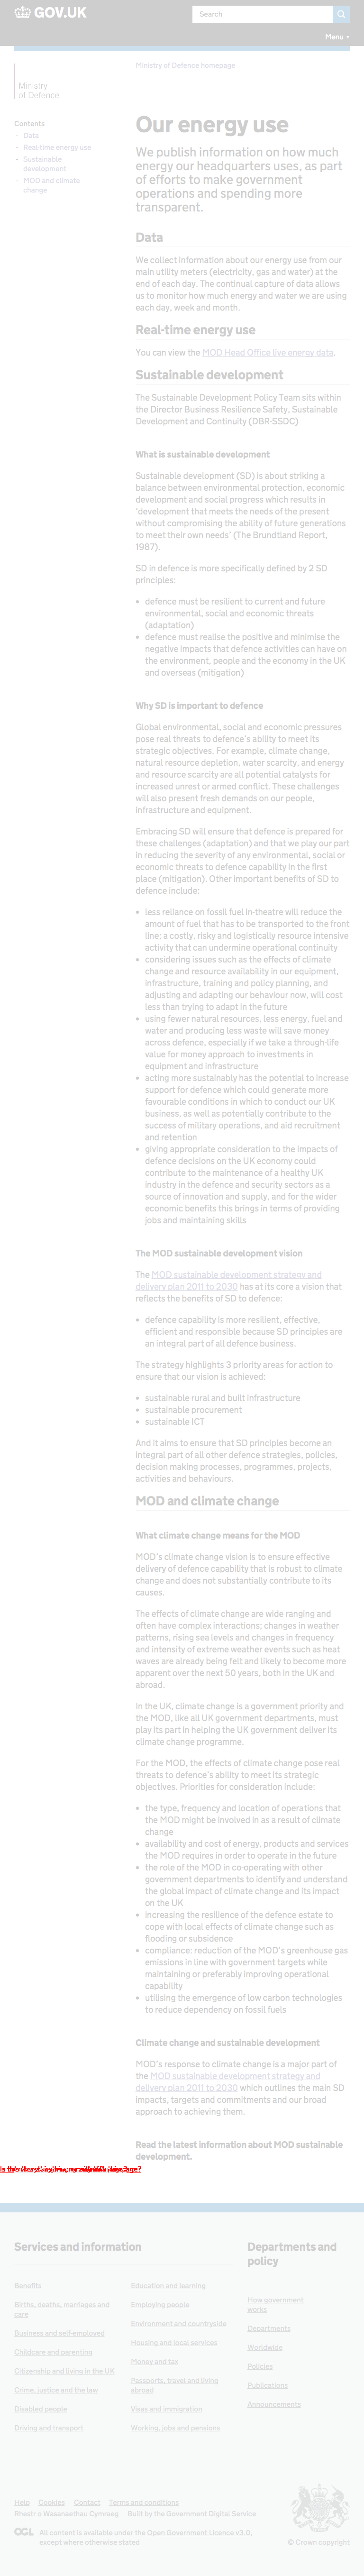 GOV.UK
Search
Menu
Ministry of Defence homepage
Ministry
of Defence
Contents
Data
Real time energy use
Sustainable
development
MOD and climate
change
Our energy use
We publish information on how much
energy our headquarters uses, as part
of efforts to make government
operations and spending more
transparent.
Data
We collect information about our energy use from our
main utility meters (electricity, gas and water) at the
end of each day. The continual capture of data allows
us to monitor how much energy and water we are using
each day, week and month.
Real-time energy use
You can view the MOD Head Office live energy data.
Sustainable development
The Sustainable Development Policy Team sits within
the Director Business Resilience Safety, Sustainable
Development and Continuity (DBR-SSDC)
What is sustainable development
Sustainable development (SD) is about striking a
balance between environmental protection, economic
development and social progress which results in
‘development that meets the needs of the present
without compromising the ability of future generations
to meet their own needs’ (The Brundtland Report,
1987).
SD in defence is more specifically defined by 2 SD
principles:
defence must be resilient to current and future
environmental, social and economic threats
(adaptation)
defence must realise the positive and minimise the
negative impacts that defence activities can have on
the environment, people and the economy in the UK
and overseas (mitigation)
Why SD is important to defence
Global environmental, social and economic pressures
pose real threats to defence’s ability to meet its
strategic objectives. For example, climate change,
natural resource depletion, water scarcity, and energy
and resource scarcity are all potential catalysts for
increased unrest or armed conflict. These challenges
will also present fresh demands on our people,
infrastructure and equipment.
Embracing SD will ensure that defence is prepared for
these challenges (adaptation) and that we play our part
in reducing the severity of any environmental, social or
economic threats to defence capability in the first
place (mitigation). Other important benefits of SD to
defence include:
less reliance on fossil fuel in-theatre will reduce the
amount of fuel that has to be transported to the front
line; a costly, risky and logistically resource intensive
activity that can undermine operational continuity
considering issues such as the effects of climate
change and resource availability in our equipment,
infrastructure, training and policy planning, and
adjusting and adapting our behaviour now, will cost
less than trying to adapt in the future
using fewer natural resources, less energy, fuel and
water and producing less waste will save money
across defence, especially if we take a through-life
value for money approach to investments in
equipment and infrastructure
acting more sustainably has the potential to increase
support for defence which could generate more
favourable conditions in which to conduct our UK
business, as well as potentially contribute to the
success of military operations, and aid recruitment
and retention
giving appropriate consideration to the impacts of
defence decisions on the UK economy could
contribute to the maintenance of a healthy UK
industry in the defence and security sectors as a
source of innovation and supply, and for the wider
economic benefits this brings in terms of providing
jobs and maintaining skills
The MOD sustainable development vision
The MOD sustainable development strategy and
delivery plan 2011 to 2030 has at its core a vision that
reflects the benefits of SD to defence:
defence capability is more resilient, effective,
efficient and responsible because SD principles are
an integral part of all defence business.
The strategy highlights 3 priority areas for action to
ensure that our vision is achieved:
sustainable rural and built infrastructure
sustainable procurement
sustainable ICT
And it aims to ensure that SD principles become an
integral part of all other defence strategies, policies,
decision making processes, programmes, projects,
activities and behaviours.
MOD and climate change
What climate change means for the MOD
MOD’s climate change vision is to ensure effective
delivery of defence capability that is robust to climate
change and does not substantially contribute to its
causes.
The effects of climate change are wide ranging and
often have complex interactions; changes in weather
patterns, rising sea levels and changes in frequency
and intensity of extreme weather events such as heat
waves are already being felt and likely to become more
apparent over the next 50 years, both in the UK and
abroad.
In the UK, climate change is a government priority and
the MOD, like all UK government departments, must
play its part in helping the UK government deliver its
climate change programme.
For the MOD, the effects of climate change pose real
threats to defence’s ability to meet its strategic
objectives. Priorities for consideration include:
the type, frequency and location of operations that
the MOD might be involved in as a result of climate
change
availability and cost of energy, products and services
the MOD requires in order to operate in the future
the role of the MOD in co-operating with other
government departments to identify and understand
the global impact of climate change and its impact
on the UK
increasing the resilience of the defence estate to
cope with local effects of climate change such as
flooding or subsidence
compliance: reduction of the MOD’s greenhouse gas
emissions in line with government targets while
maintaining or preferably improving operational
capability
utilising the emergence of low carbon technologies
to reduce dependency on fossil fuels
Climate change and sustainable development
MOD’s response to climate change is a major part of
the MOD sustainable development strategy and
delivery plan 2011 to 2030 which outlines the main SD
impacts, targets and commitments and our broad
approach to achieving them.
Read the latest information about MOD sustainable
development.
Services and information
Benefits
Births, deaths, marriages and
care
Business and self-employed
Childcare and parenting
Citizenship and living in the UK
Crime, justice and the law
Disabled people
Driving and transport
Education and learning
Employing people
Environment and countryside
Housing and local services
Money and tax
Passports, travel and living
abroad
Visas and immigration
Working, jobs and pensions
Departments and
policy
How government
works
Departments
Worldwide
Policies
Publications
Announcements
Help Cookies Contact Terms and conditions
Rhestr o Wasanaethau Cymraeg Built by the Government Digital Service
OGL All content is available under the Open Government Licence v3.0,
except where otherwise stated
© Crown copyright